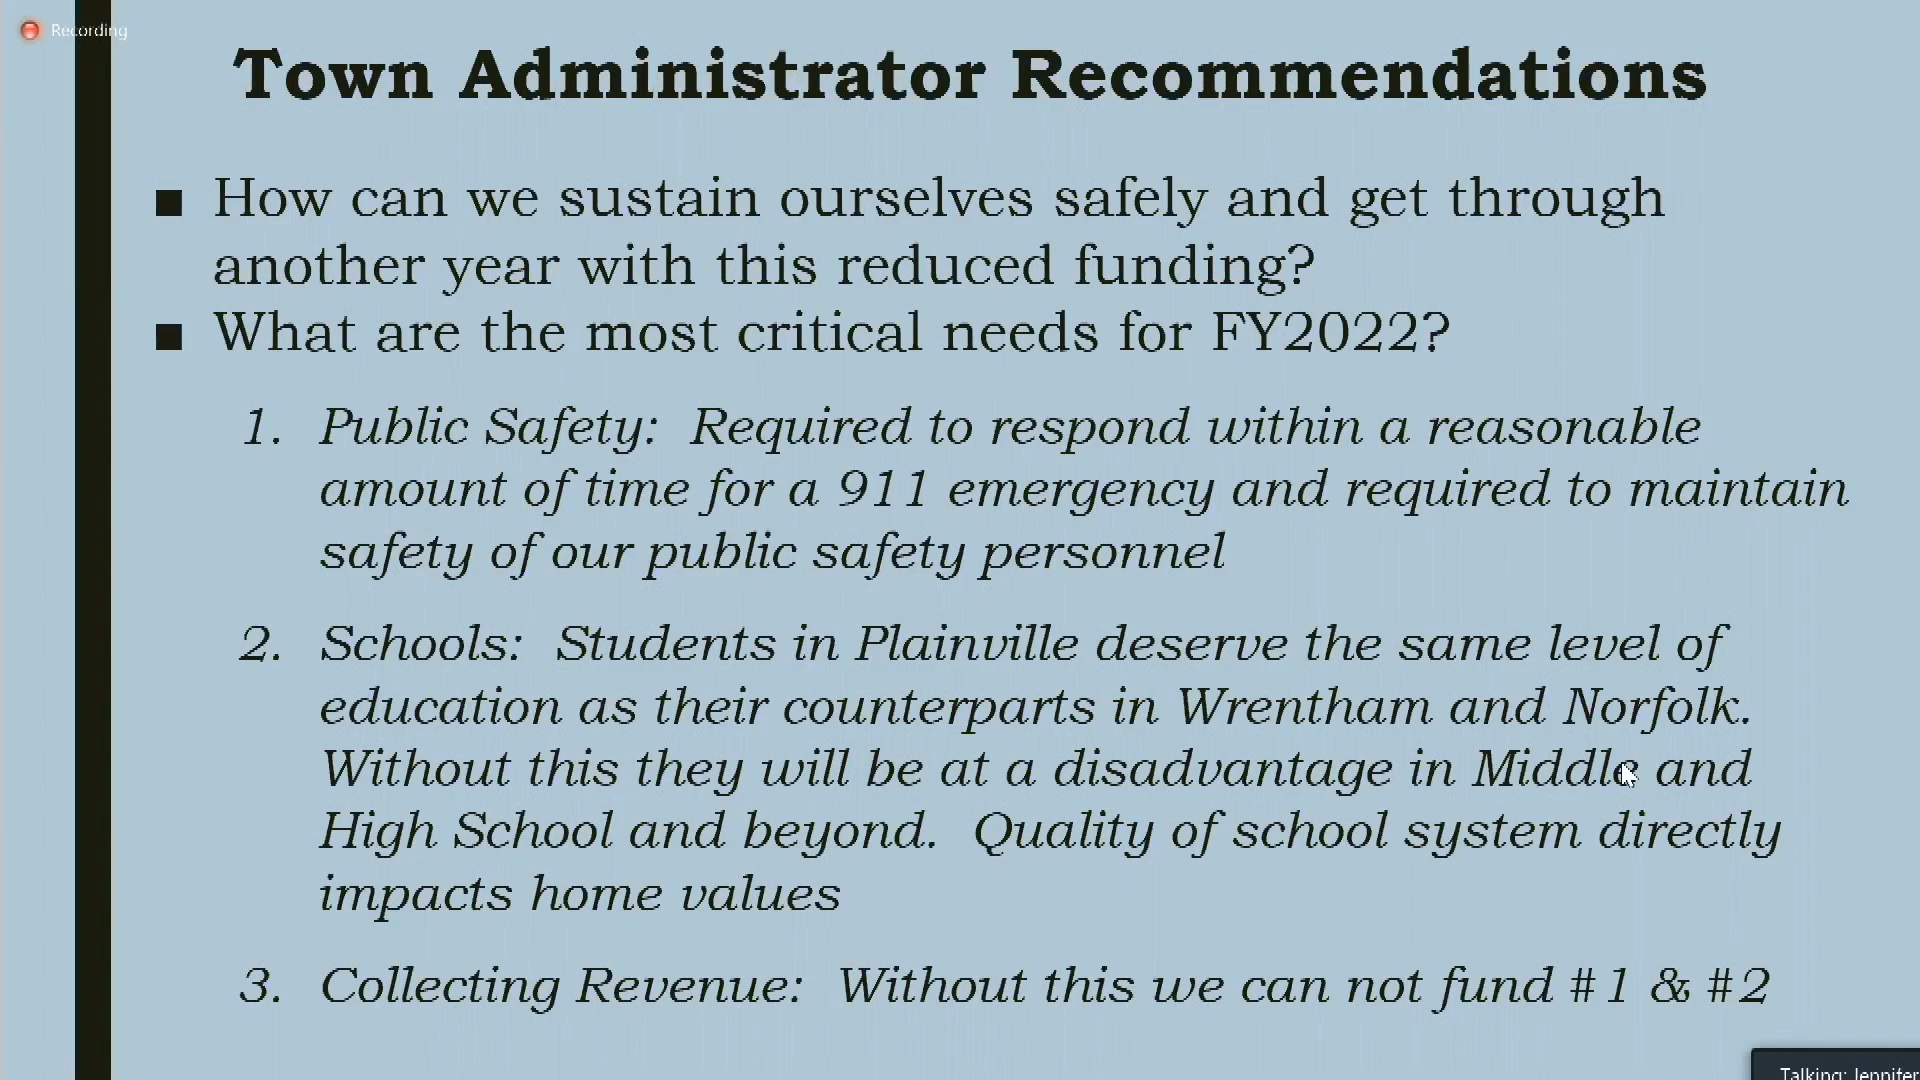 Recording
Town Administrator Recommendations
■ How can we sustain ourselves safely and get through
another year with this reduced funding?
■ What are the most critical needs for FY2022?
1. Public Safety: Required to respond within a reasonable
amount of time for a 911 emergency and required to maintain
safety of our public safety personnel
2. Schools: Students in Plainville deserve the same level of
education as their counterparts in Wrentham and Norfolk.
Without this they will be at a disadvantage in Middle and
High School and beyond. Quality of school system directly
impacts home values
3. Collecting Revenue: Without this we can not fund #1 & #2
Talking: Jennifer